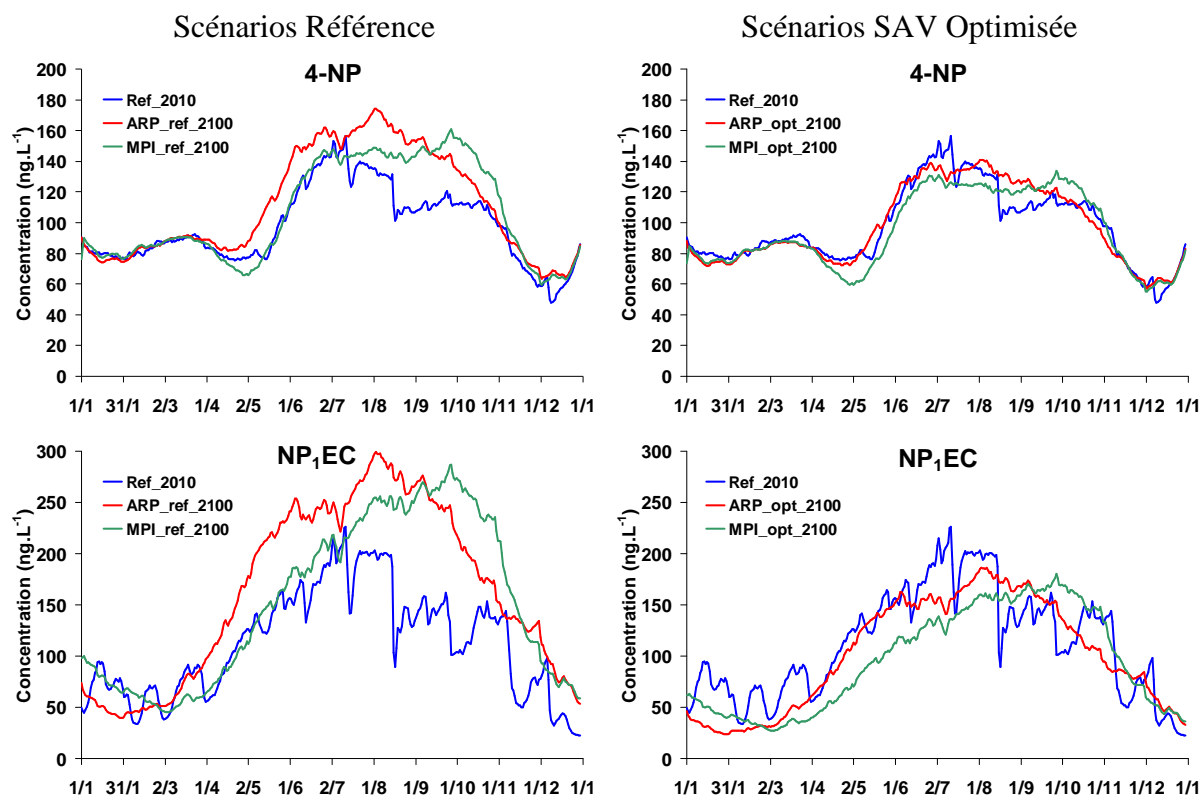 Scénarios Référence
Scénarios SAV Optimisée
4-NP
Concentration (ng.L-1)
200
180
160
140
120
100
80
60
40
20
0
Ref_2010
ARP_ref_2100
MPI_ref_2100
1/1 31/1 2/3 1/4 2/5 1/6 2/7 1/8 1/9 1/10 1/12 1/1
4-NP
Concentration (ng.L-1)
200
180
160
140
120
100
80
60
40
20
0
Ref_2010
ARP_opt_2100
MPI_opt_2100
1/1 31/1 2/3 1/4 2/5 1/6 2/7 1/8 1/9 1/10 1/11 1/12 1/1
NP1EC
Concentration (ng.L-1)
300
250
200
150
100
50
0
Ref_2010
ARP_ref_2100
MPI_ref_2100
1/1 31/1 2/3 1/4 2/5 1/6 2/7 1/8 1/9 1/10 1/11 1/12 1/1
NP1EC
Concentration (ng.L-1)
300
250
200
150
100
50
0
Ref_2010
ARP_opt_2100
MPI_opt_2100
1/1 31/1 2/3 1/4 2/5 1/6 2/7 1/8 1/9 1/10 1/11 1/12 1/1